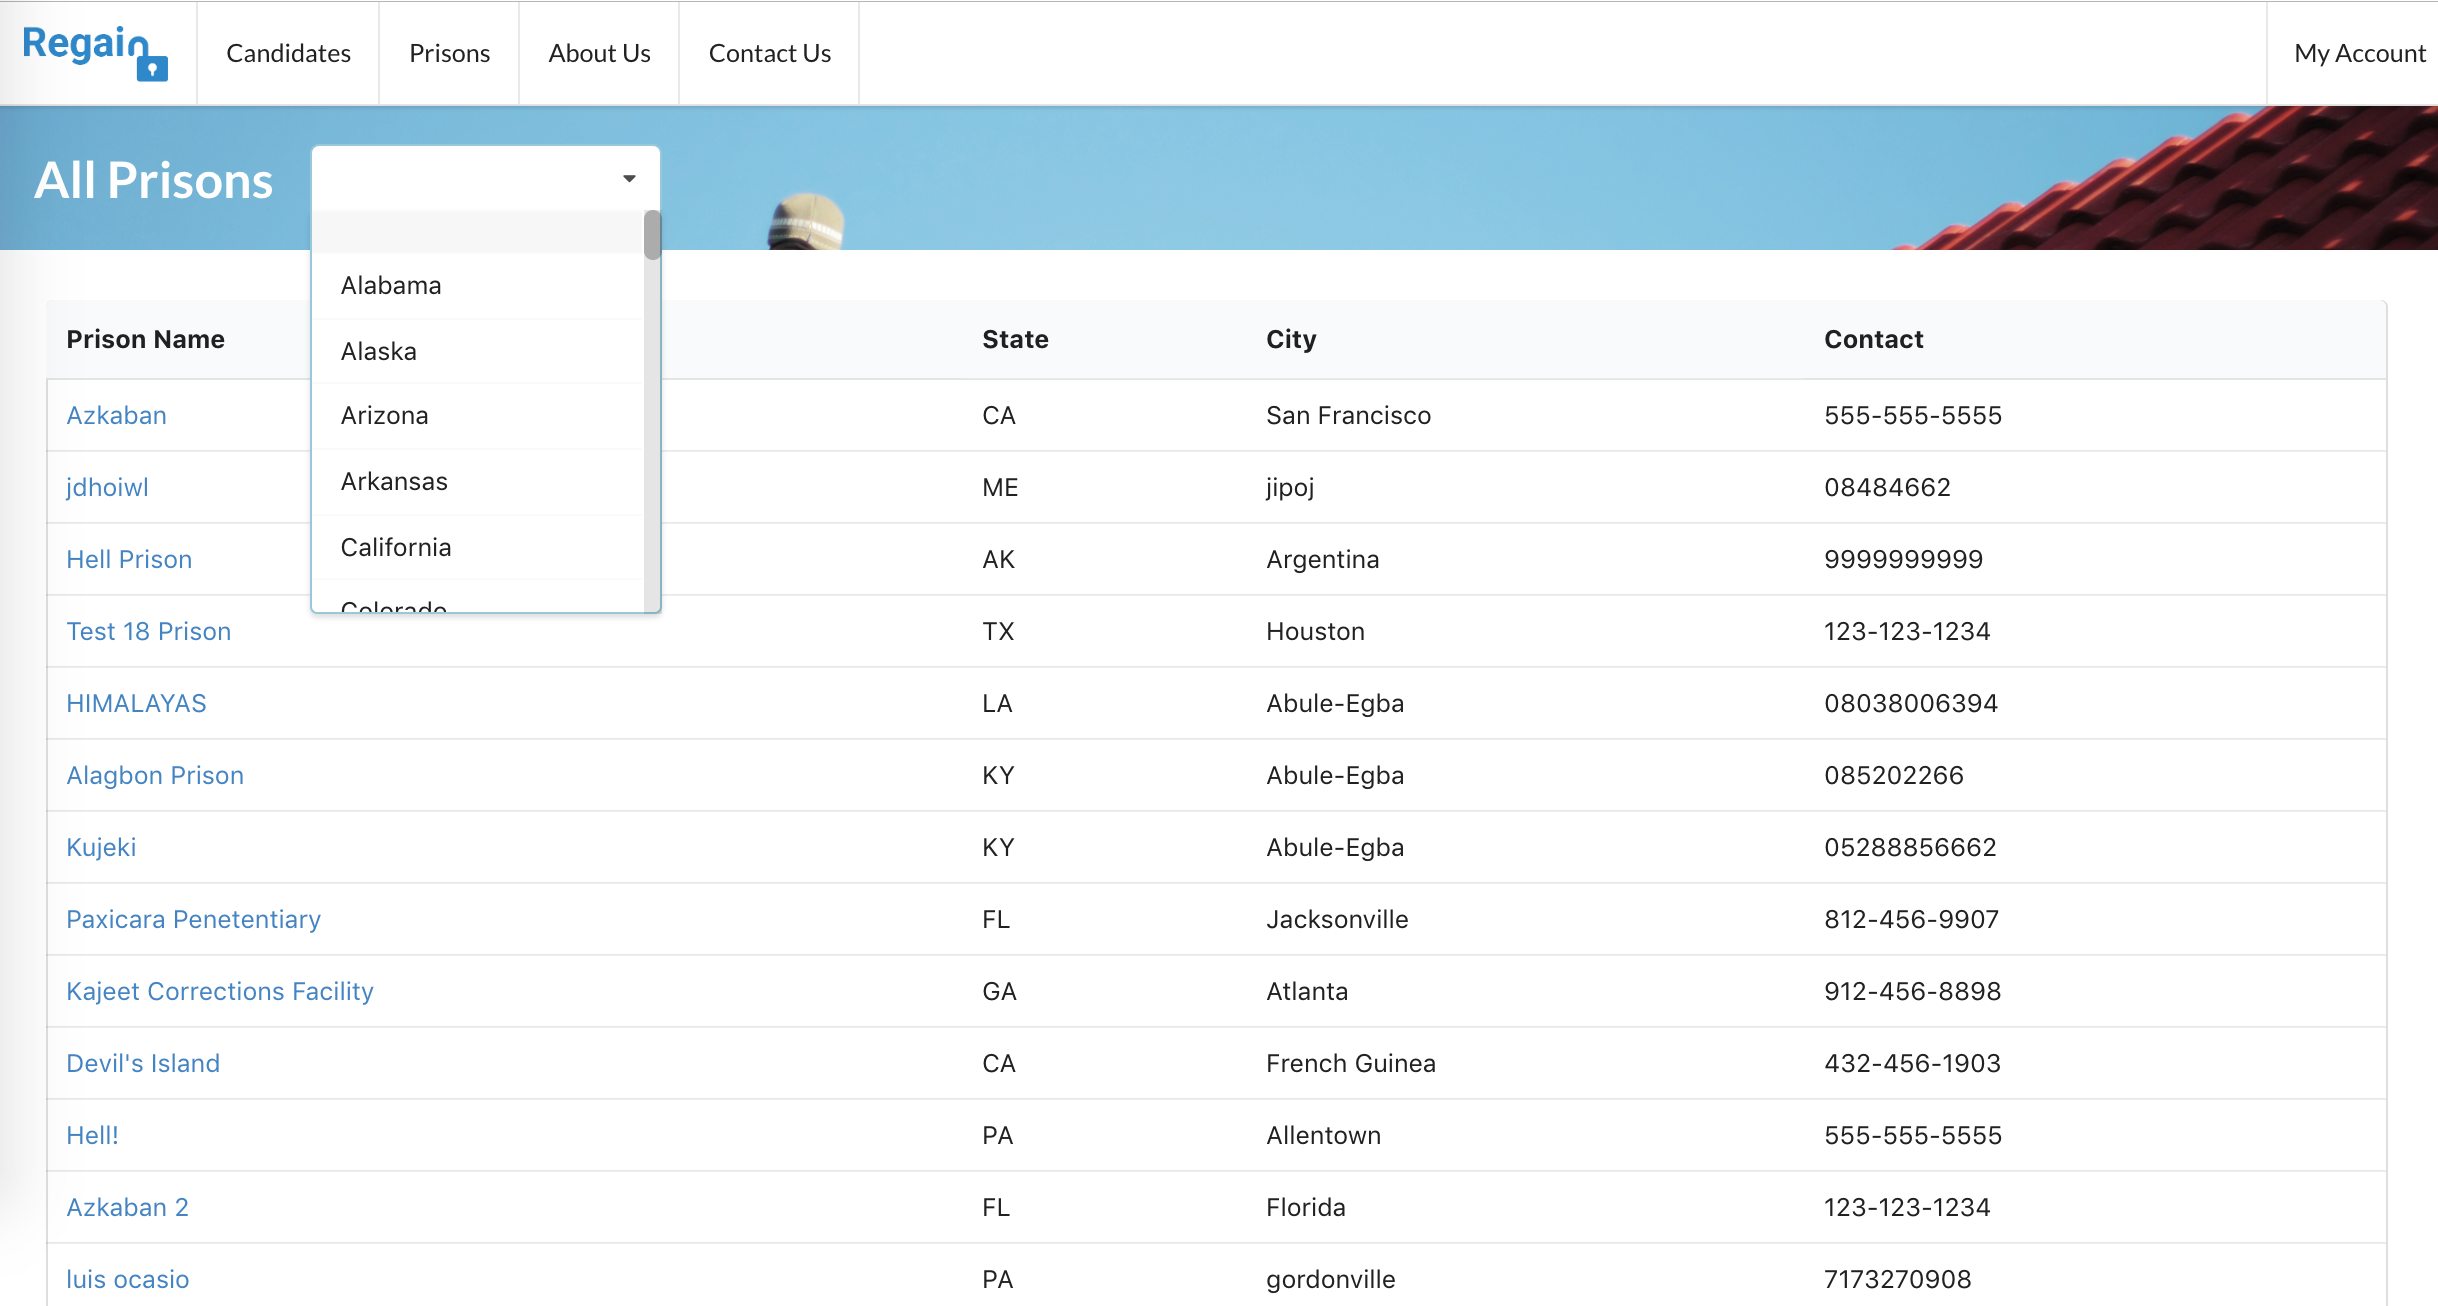 Regain
Candidates
Prisons
About Us
Contact Us
My Account
All Prisons
Alabama
Alaska
Arizona
Arkansas
California
Colorado
Prison Name State City Contact
Azkaban CA San Francisco 555-555-5555
jdhoiwl ME jipoj 08484662
Hell Prison AK Argentina 9999999999
Test 18 Prison TX Houston 123-123-1234
HIMALAYAS LA Abule-Egba 08038006394
Alagbon Prison KY Abule-Egba 085202266
Kujeki KY Abule-Egba 05288856662
Paxicara Penetentiary FL Jacksonville 812-456-9907
Kajeet Corrections Facility GA Atlanta 912-456-8898
Devil's Island CA French Guinea 432-456-1903
Hell! PA Allentown 555-555-5555
Azkaban 2 FL Florida 123-123-1234
luis ocasio PA gordonville 7173270908